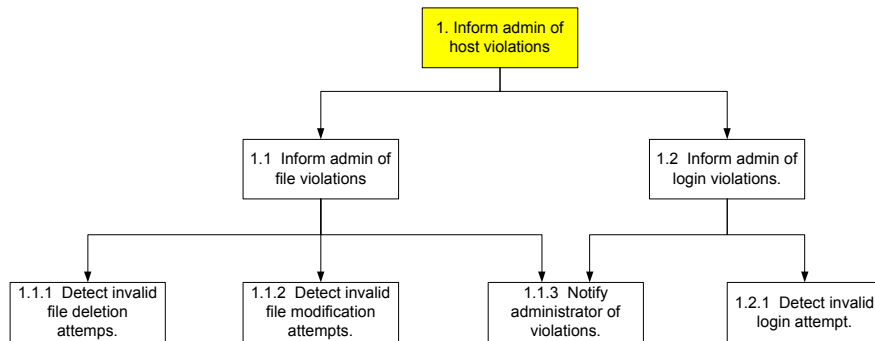 1. Inform admin of
host violations
1.1  Inform admin of
file violations
1.2  Inform admin of
login violations.
1.1.1  Detect invalid
file deletion
attemps.
1.1.2  Detect invalid
file modification
attempts.
1.1.3  Notify
administrator of
violations.
1.2.1  Detect invalid
login attempt.